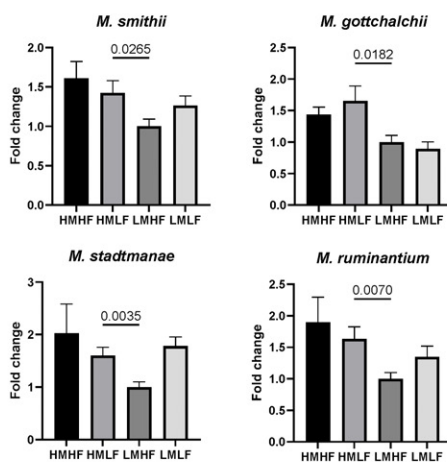 M. smithii
0.0265
2.0
1.5
1.0
0.5
0.0
Fold change
HMHF HMLF LMHF LMLF
M. gottchalchii
0.0182
2.5
2.0
1.5
1.0
0.5
0.0
Fold change
HMHF HMLF LMHF LMLF
M. stadtmanae
0.0035
3
2
1
0
Fold change
HMHF HMLF LMHF LMLF
M. ruminantium
0.0070
2.5
2.0
1.5
1.0
0.5
0.0
Fold change
HMHF HMLF LMHF LMLF